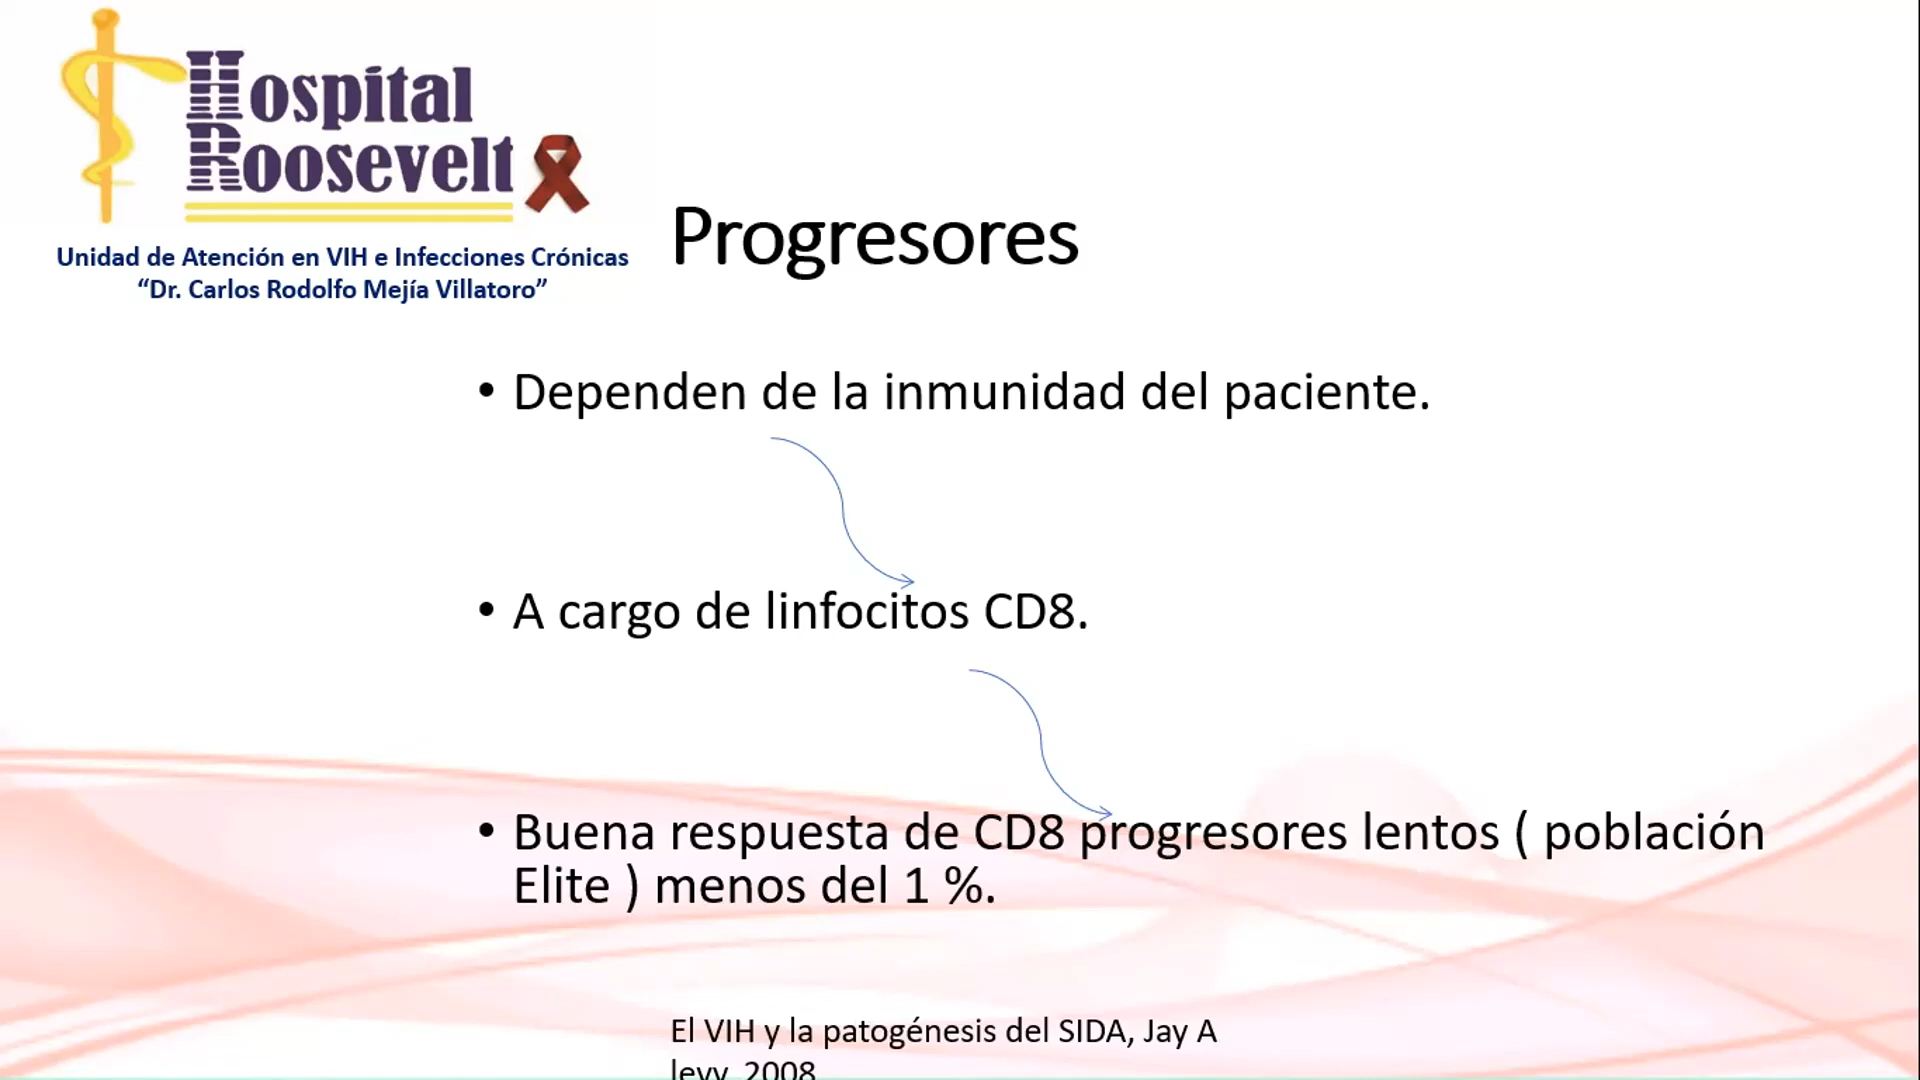 Hospital
Roosevelt
Unidad de Atención en VIH e Infecciones Crónicas
“Dr. Carlos Rodolfo Mejía Villatoro”
Progresores
• Dependen de la inmunidad del paciente.
• A cargo de linfocitos CD8.
• Buena respuesta de CD8 progresores lentos ( población
Elite ) menos del 1 %.
El VIH y la patogénesis del SIDA, Jay A
levy, 2008